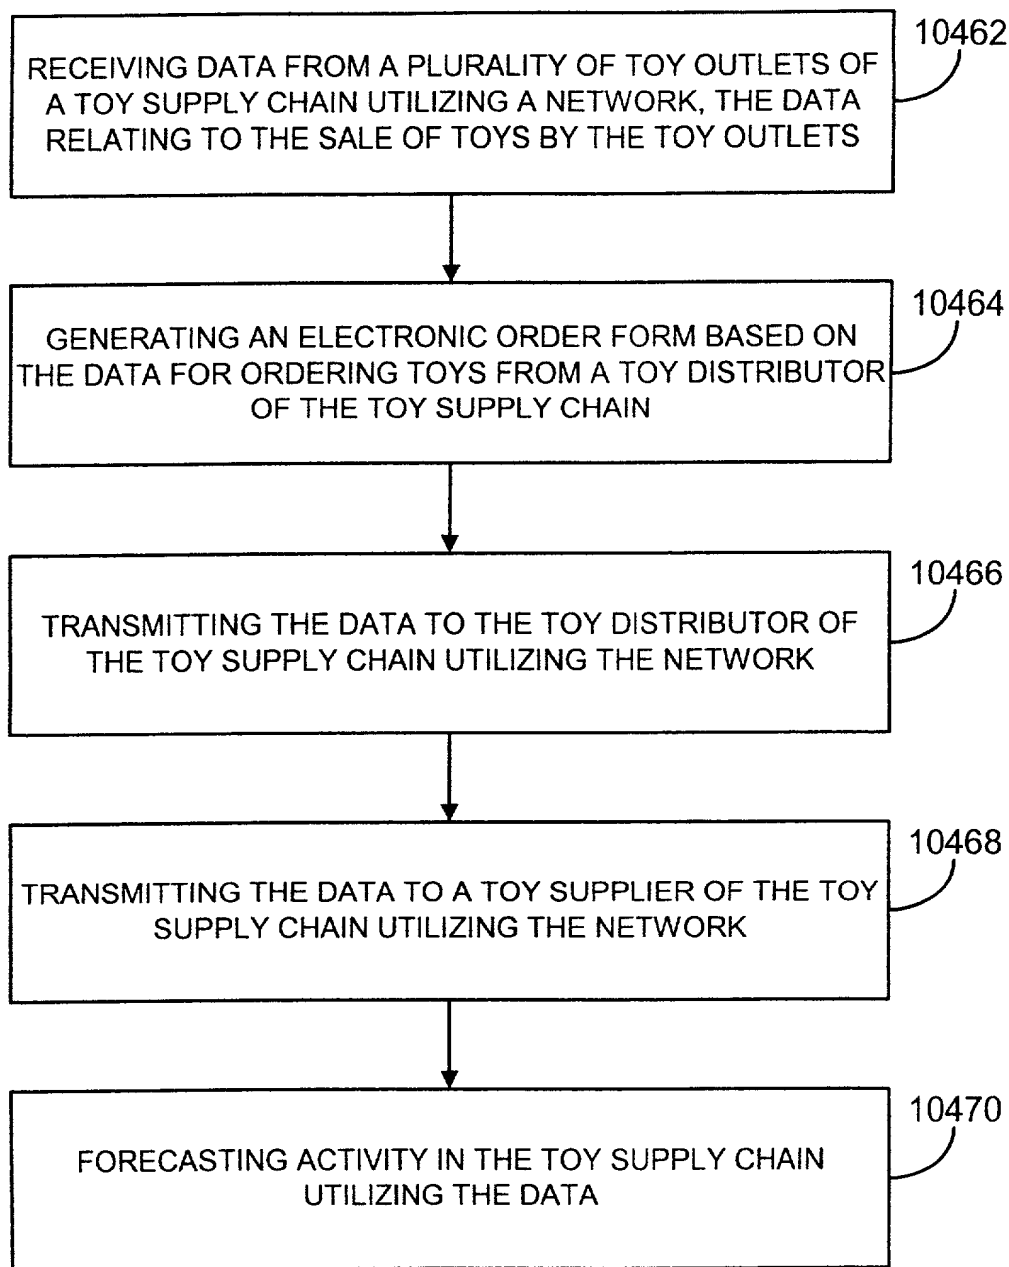 10462
RECEIVING DATA FROM A PLURALITY OF TOY OUTLETS OF
A TOY SUPPLY CHAIN UTILIZING A NETWORK, THE DATA
RELATING TO THE SALE OF TOYS BY THE TOY OUTLETS
10464
GENERATING AN ELECTRONIC ORDER FORM BASED ON
THE DATA FOR ORDERING TOYS FROM A TOY DISTRIBUTOR
OF THE TOY SUPPLY CHAIN
10466
TRANSMITTING THE DATA TO THE TOY DISTRIBUTOR OF
THE TOY SUPPLY CHAIN UTILIZING THE NETWORK
10468
TRANSMITTING THE DATA TO A TOY SUPPLIER OF THE TOY
SUPPLY CHAIN UTILIZING THE NETWORK
10470
FORECASTING ACTIVITY IN THE TOY SUPPLY CHAIN
UTILIZING THE DATA